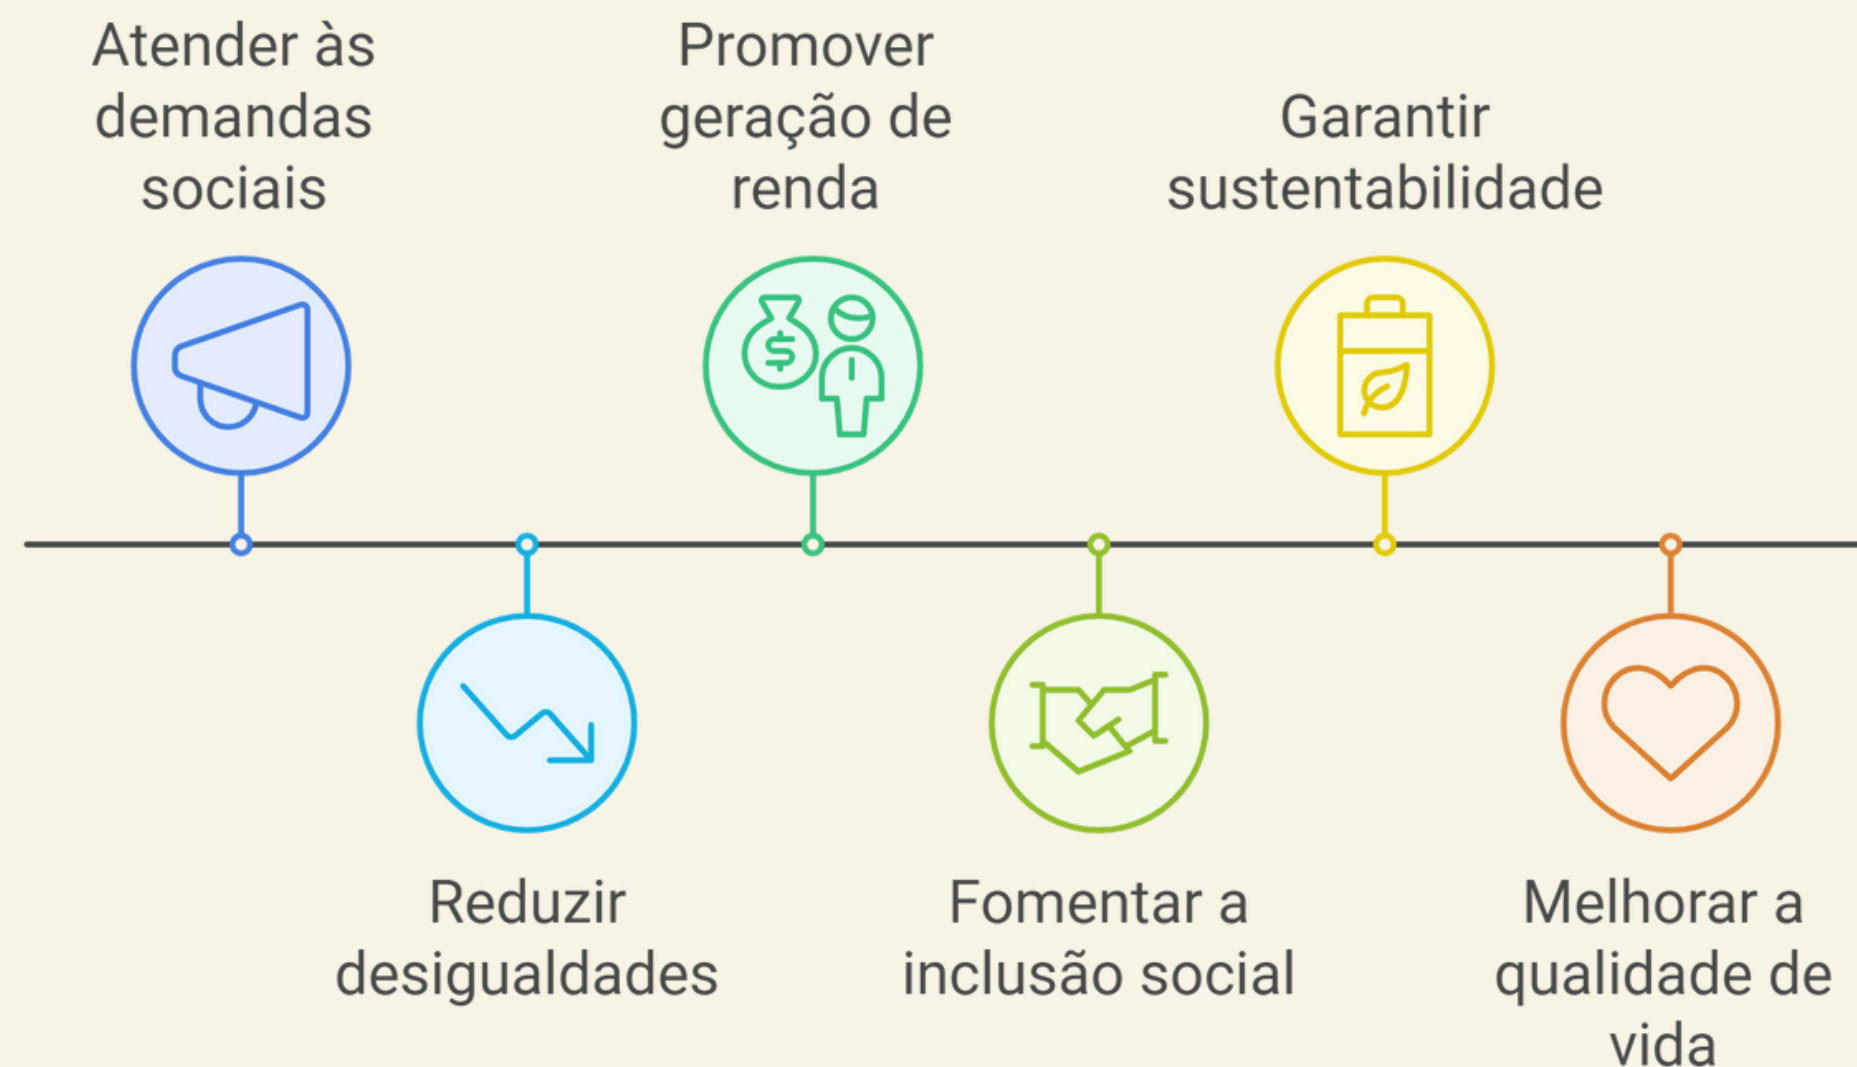 Atender às
demandas
sociais
Reduzir
desigualdades
Promover
geração de
renda
$
Fomentar a
inclusão social
Garantir
sustentabilidade
Melhorar a
qualidade de
vida